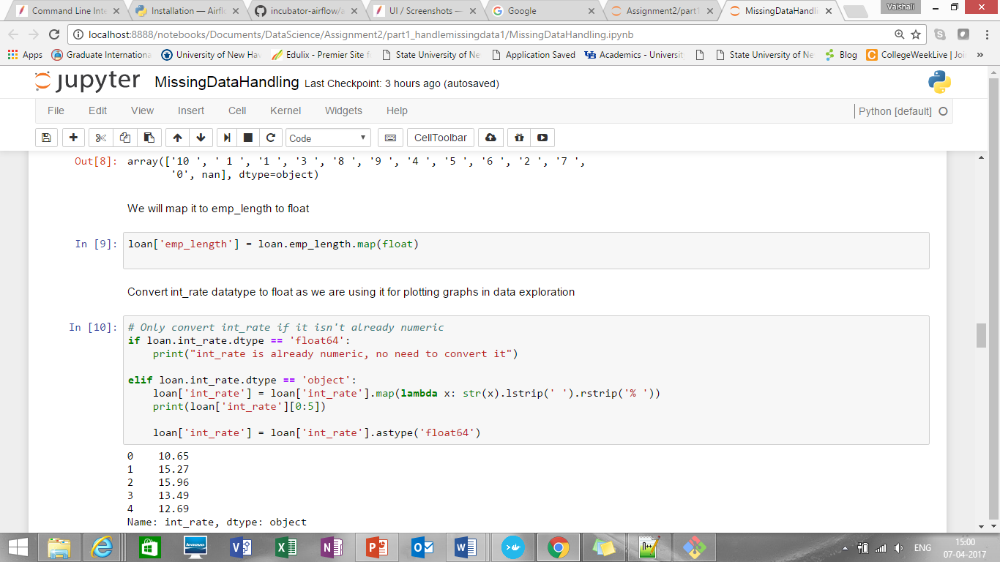 Command Line Inte
Installation — Airfl
incubator-airflow/a
UI / Screenshots —
Google
Assignment2/part1
MissingDataHandli
Vaishali
localhost:8888/notebooks/Documents/DataScience/Assignment2/part1_handlemissingdata1/MissingDataHandling.ipynb
Apps
Graduate Internationa
University of New Hav
Edulix - Premier Site f
State University of Ne
Application Saved
Academics - Universit
State University of Ne
Blog
CollegeWeekLive | Joi
»
jupyter MissingDataHandling Last Checkpoint: 3 hours ago (autosaved)
File Edit View Insert Cell Kernel Widgets Help
Python [default]
Code
CellToolbar
Out[8]: array(['10 ', ' 1 ', '1 ', '3 ', '8 ', '9 ', '4 ', '5 ', '6 ', '2 ', '7 ',
'0', nan], dtype=object)
We will map it to emp_length to float
In [9]: loan['emp_length'] = loan.emp_length.map(float)
Convert int_rate datatype to float as we are using it for plotting graphs in data exploration
In [10]: # Only convert int_rate if it isn't already numeric
if loan.int_rate.dtype == 'float64':
print("int_rate is already numeric, no need to convert it")
elif loan.int_rate.dtype == 'object':
loan['int_rate'] = loan['int_rate'].map(lambda x: str(x).lstrip(' ').rstrip('% '))
print(loan['int_rate'][0:5])
loan['int_rate'] = loan['int_rate'].astype('float64')
0 10.65
1 15.27
2 15.96
3 13.49
4 12.69
Name: int_rate, dtype: object
lenovo
ENG
15:00
07-04-2017